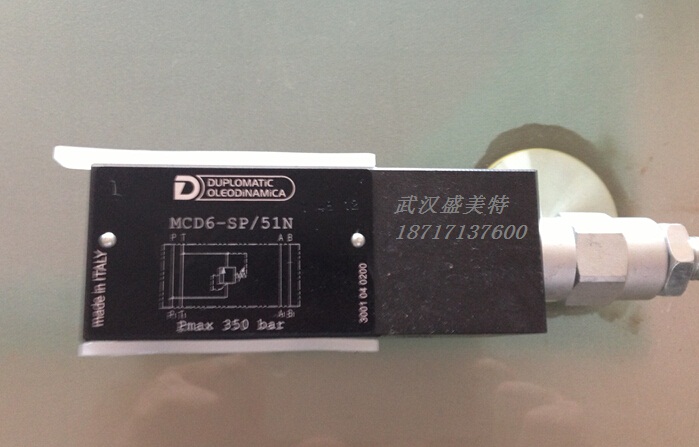 1
DUPLOMATIC
OLEODINAMICA
MCD6-SP/51N
P T A B
P T A B
Pmax 350 bar
made in ITALY
3001 04 0200
武汉盛美特
18717137600